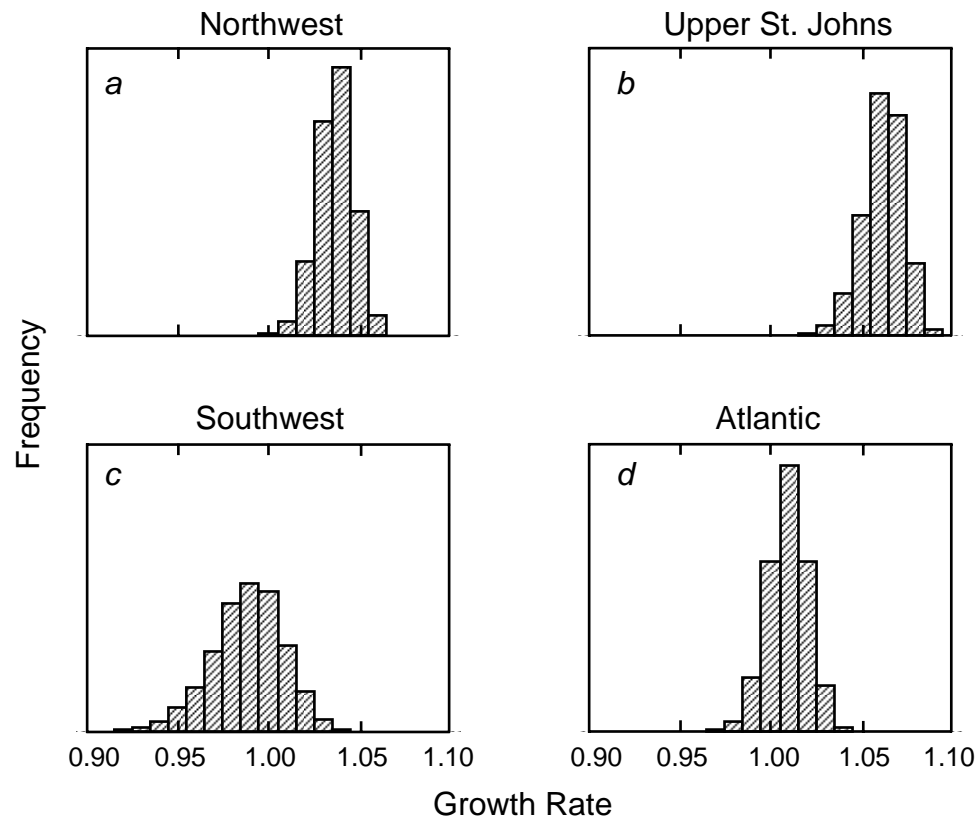 Northwest
Upper St. Johns
a
b
Frequency
Southwest
Atlantic
c
d
0.90 0.95 1.00 1.05 1.10
0.90 0.95 1.00 1.05 1.10
Growth Rate